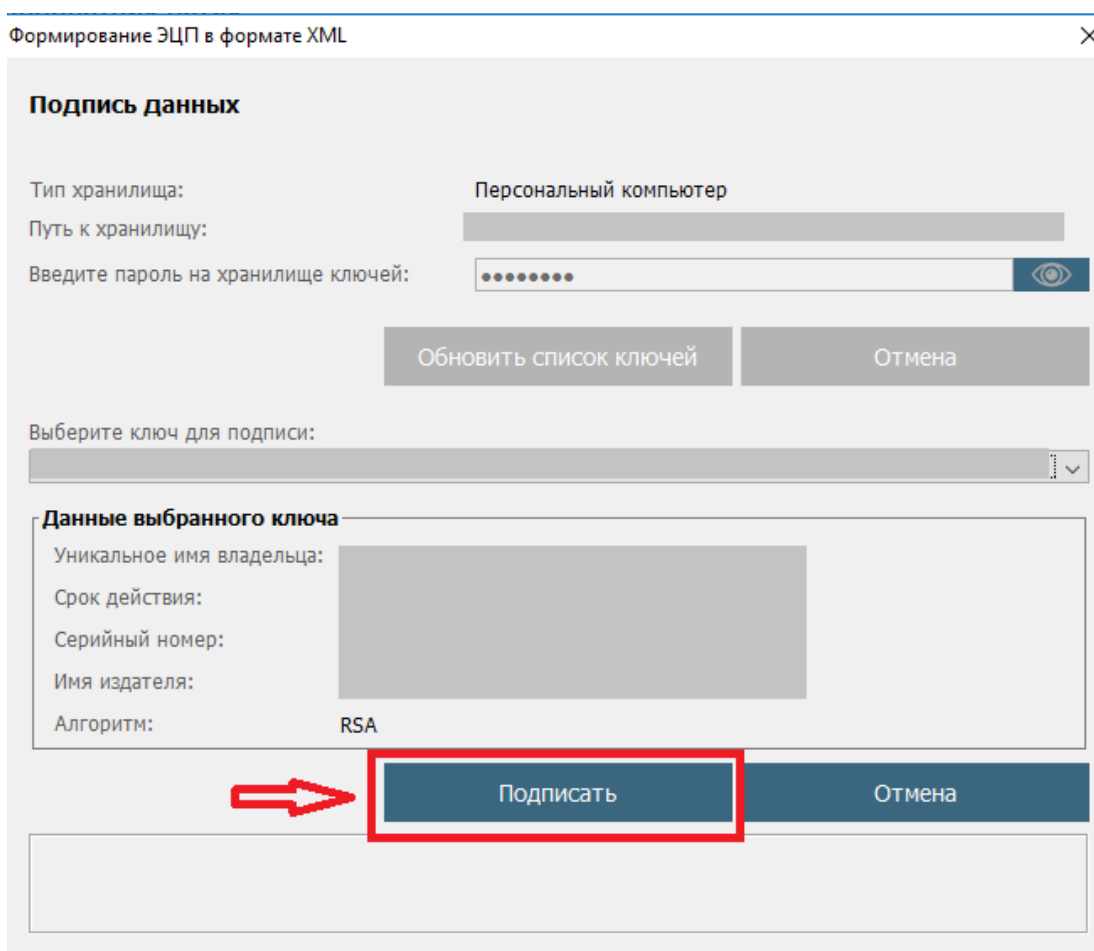 Формирование ЭЦП в формате XML
Подпись данных
Тип хранилища: Персональный компьютер
Путь к хранилищу:
Введите пароль на хранилище ключей: ••••••••
Обновить список ключей Отмена
Выберите ключ для подписи:
Данные выбранного ключа
Уникальное имя владельца:
Срок действия:
Серийный номер:
Имя издателя:
Алгоритм: RSA
Подписать Отмена